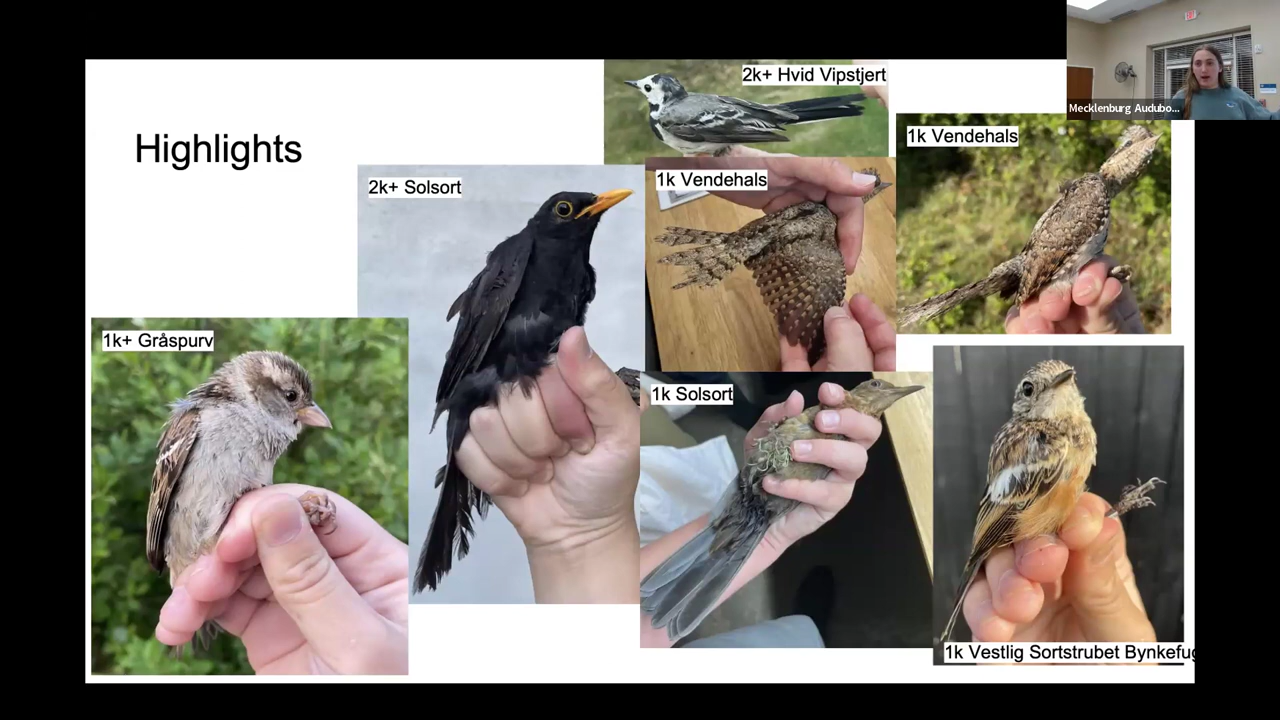 Highlights
2k+ Hvid Vipstjert
Mecklenburg Audubo...
1k Vendehals
1k Vendehals
2k+ Solsort
1k+ Gråspurv
1k Solsort
1k Vestlig Sortstrubet Bynkefug